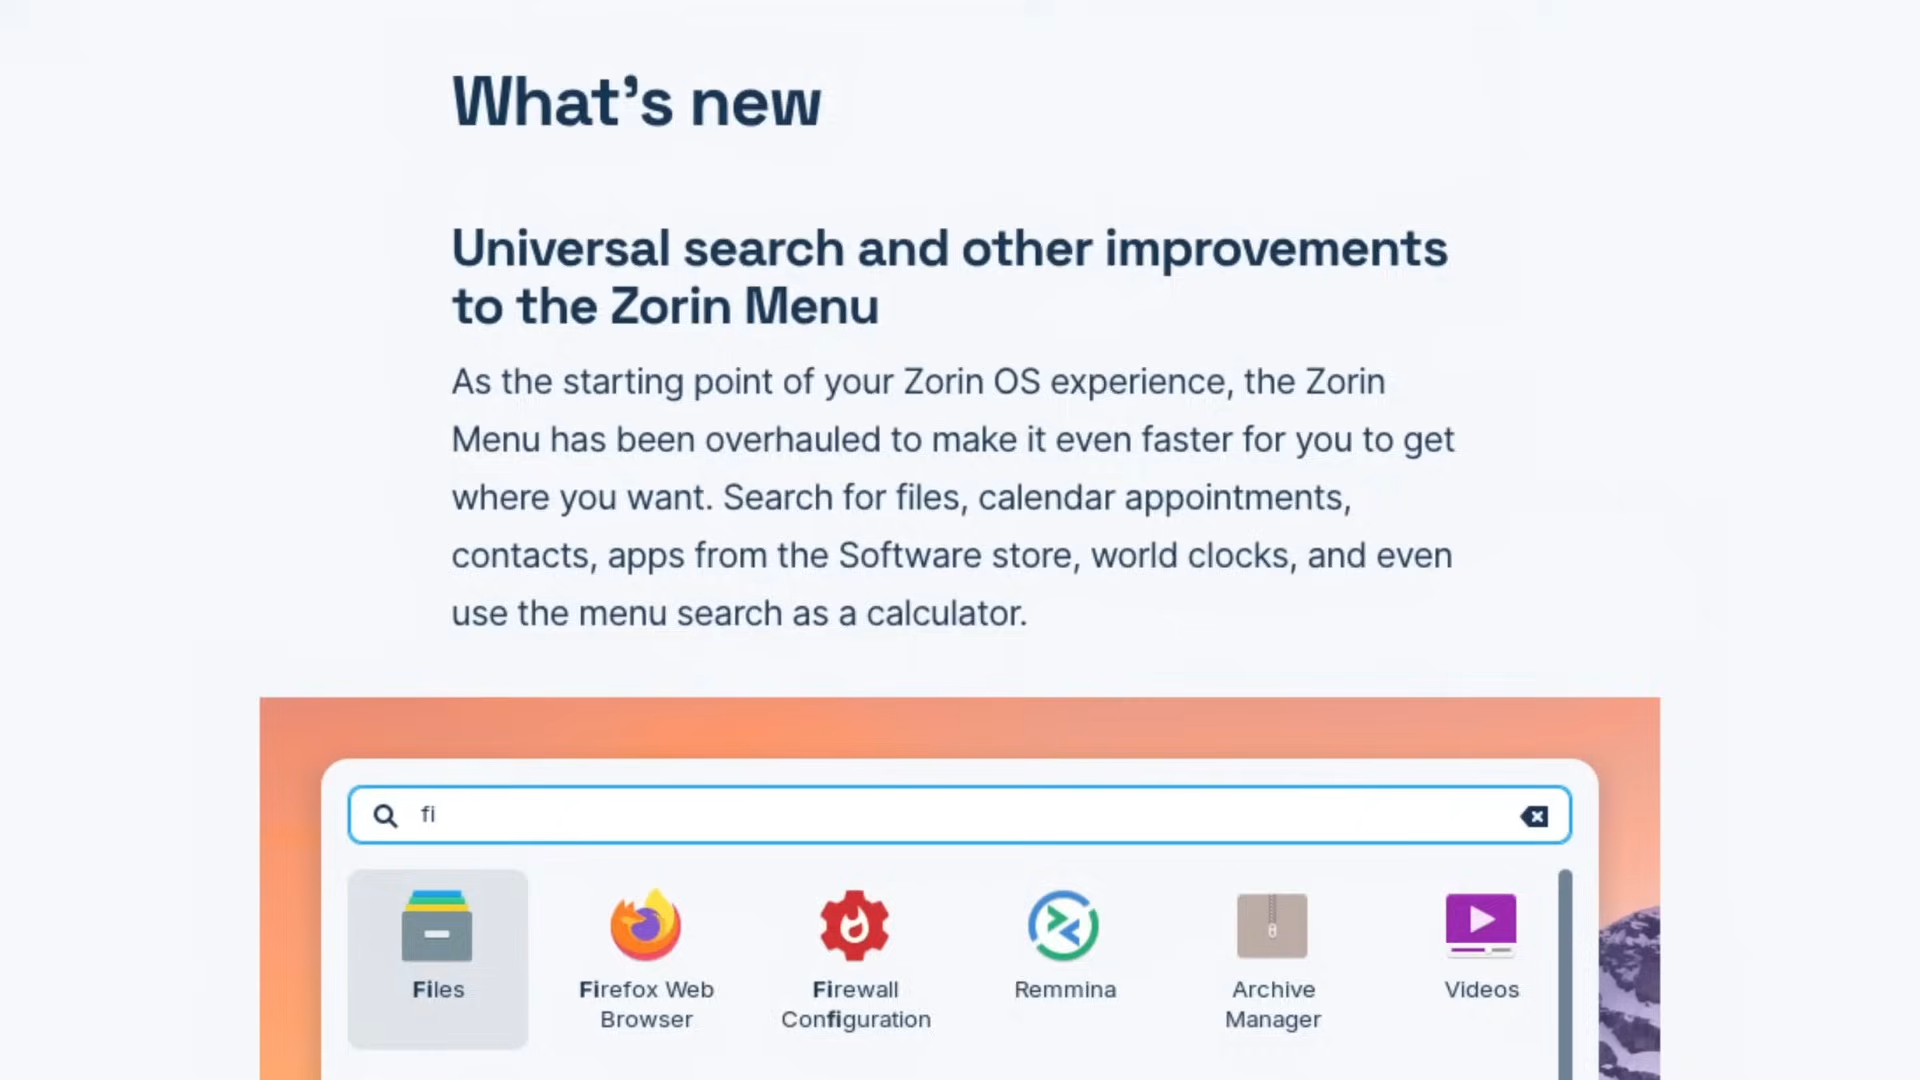 What's new
Universal search and other improvements
to the Zorin Menu
As the starting point of your Zorin OS experience, the Zorin
Menu has been overhauled to make it even faster for you to get
where you want. Search for files, calendar appointments,
contacts, apps from the Software store, world clocks, and even
use the menu search as a calculator.
fi
Files
Firefox Web
Browser
Firewall
Configuration
Remmina
Archive
Manager
Videos